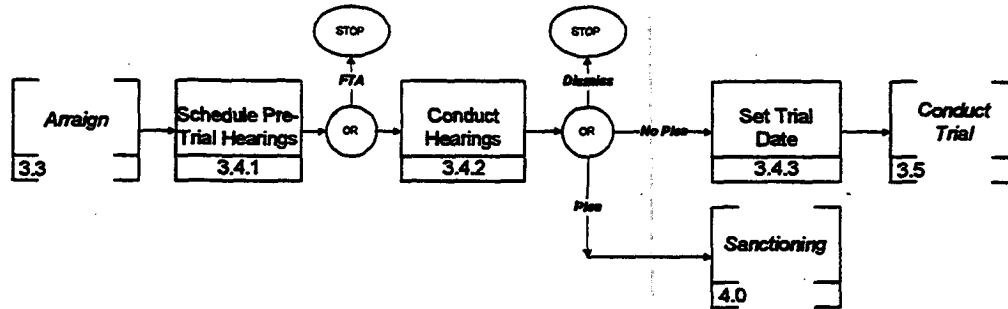 STOP
STOP
FTA
Dismiss
Arraign
3.3
Schedule Pre-
Trial Hearings
3.4.1
OR
Conduct
Hearings
3.4.2
OR
No Plea
Set Trial
Date
3.4.3
Conduct
Trial
3.5
Plea
Sanctioning
4.0